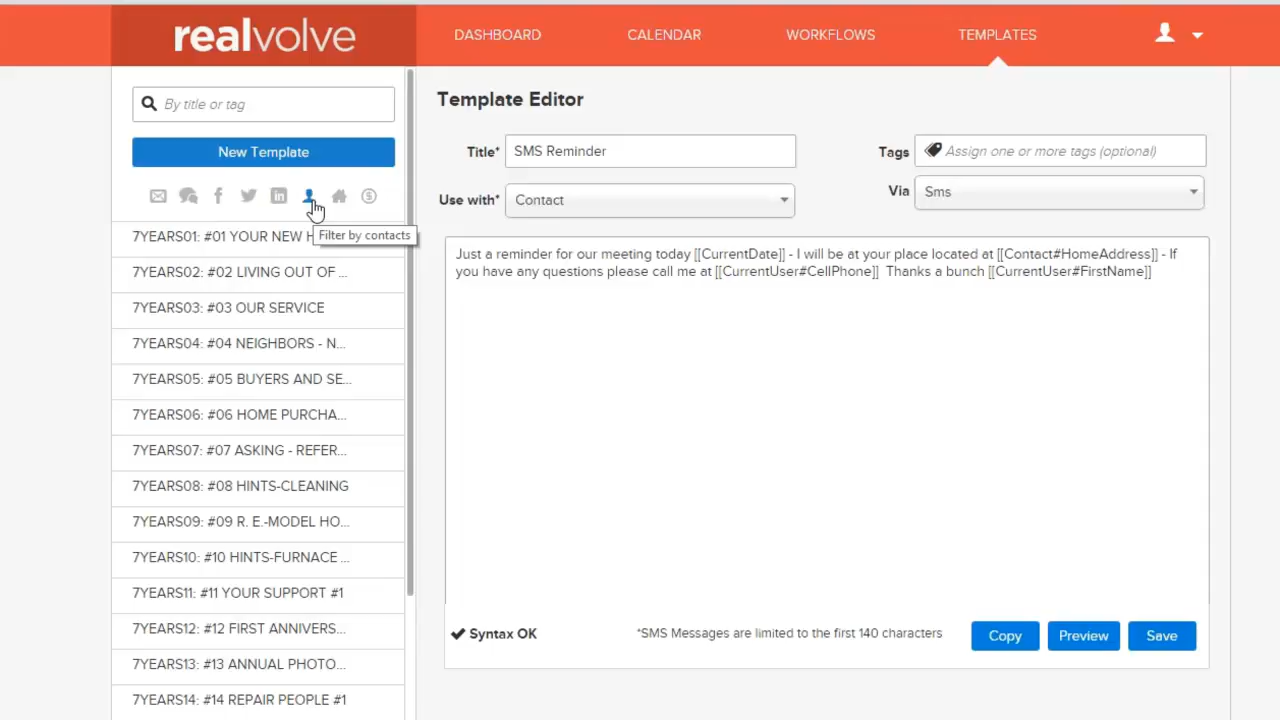 realvolve
DASHBOARD
CALENDAR
WORKFLOWS
TEMPLATES
By title or tag
New Template
Filter by contacts
7YEARS01: #01 YOUR NEW H
7YEARS02: #02 LIVING OUT OF ...
7YEARS03: #03 OUR SERVICE
7YEARS04: #04 NEIGHBORS - N...
7YEARS05: #05 BUYERS AND SE...
7YEARS06: #06 HOME PURCHA...
7YEARS07: #07 ASKING - REFER...
7YEARS08: #08 HINTS-CLEANING
7YEARS09: #09 R. E.-MODEL HO...
7YEARS10: #10 HINTS-FURNACE ...
7YEARS11: #11 YOUR SUPPORT #1
7YEARS12: #12 FIRST ANNIVERS...
7YEARS13: #13 ANNUAL PHOTO...
7YEARS14: #14 REPAIR PEOPLE #1
Template Editor
Title* SMS Reminder
Tags Assign one or more tags (optional)
Use with* Contact
Via Sms
Just a reminder for our meeting today [[CurrentDate]] - I will be at your place located at [[Contact#HomeAddress]] - If
you have any questions please call me at [[CurrentUser#CellPhone]]  Thanks a bunch [[CurrentUser#FirstName]]
Syntax OK
*SMS Messages are limited to the first 140 characters
Copy
Preview
Save